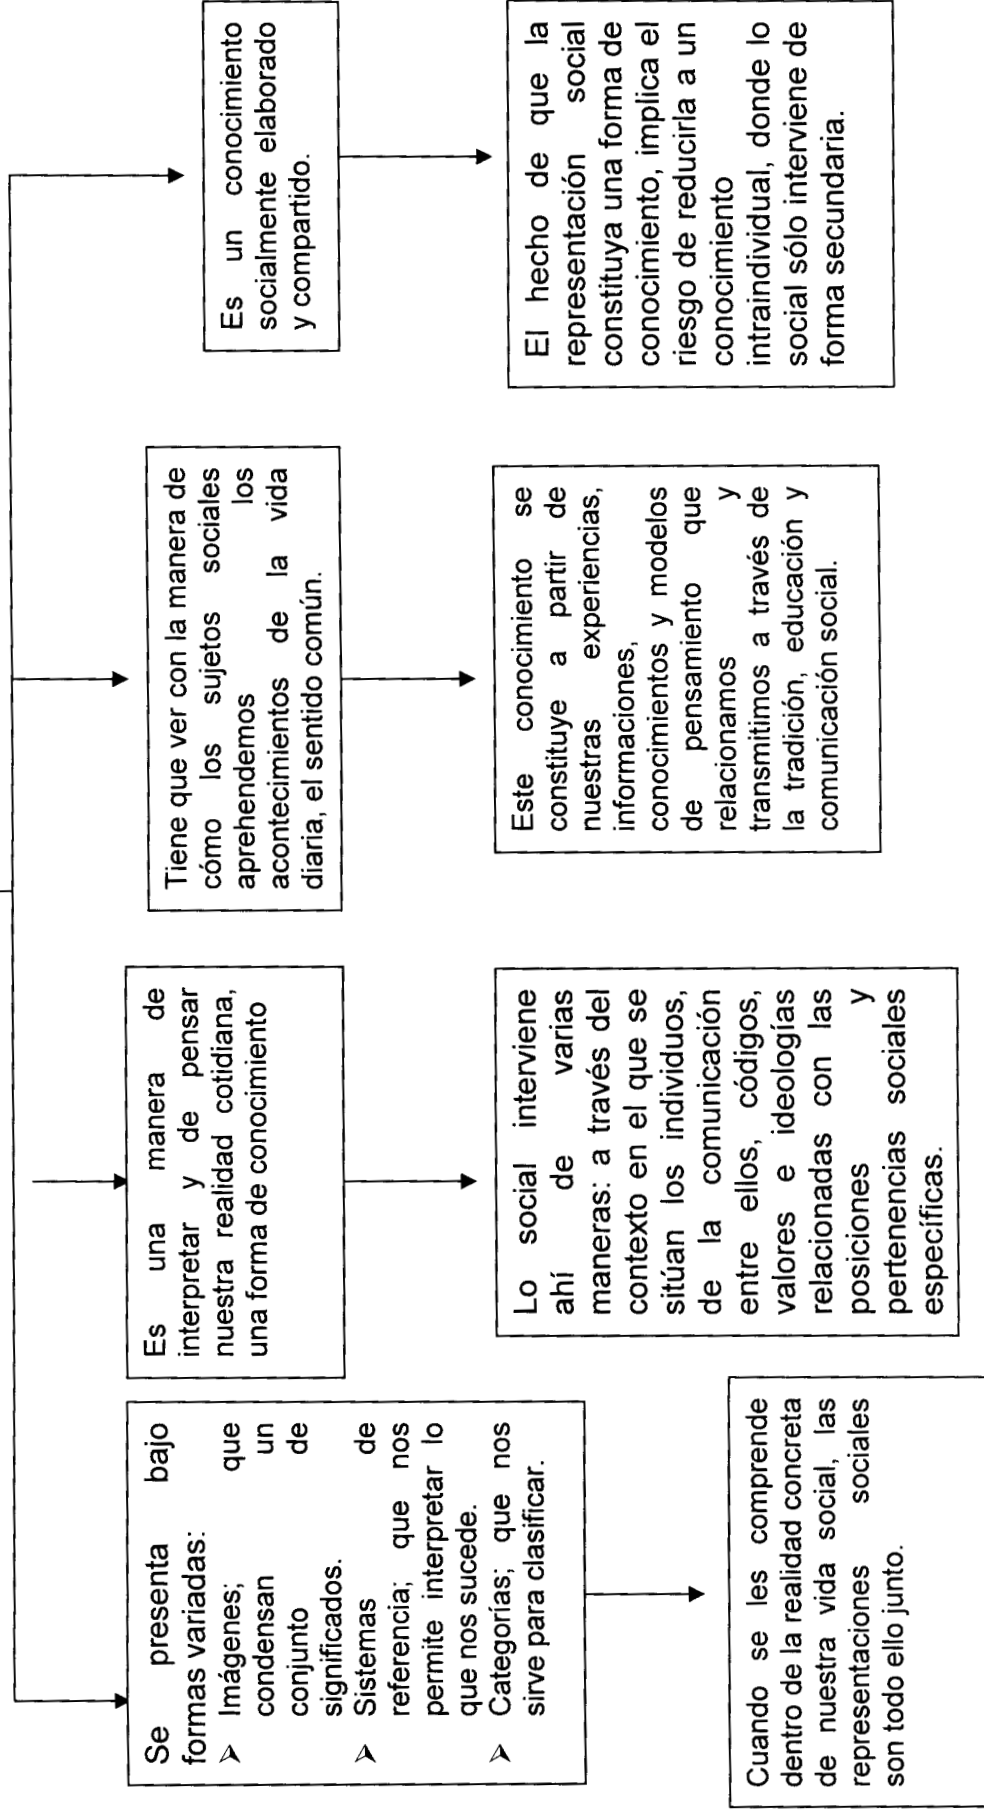 Se presenta bajo
formas variadas:
➢ Imágenes; que
condensan un
conjunto de
significados.
➢ Sistemas de
referencia; que nos
permite interpretar lo
que nos sucede.
➢ Categorías; que nos
sirve para clasificar.
Cuando se les comprende
dentro de la realidad concreta
de nuestra vida social, las
representaciones sociales
son todo ello junto.
Es una manera de
interpretar y de pensar
nuestra realidad cotidiana,
una forma de conocimiento
Lo social interviene
ahí de varias
maneras: a través del
contexto en el que se
sitúan los individuos,
de la comunicación
entre ellos, códigos,
valores e ideologías
relacionadas con las
posiciones y
pertenencias sociales
específicas.
Tiene que ver con la manera de
cómo los sujetos sociales
aprehendemos los
acontecimientos de la vida
diaria, el sentido común.
Este conocimiento se
constituye a partir de
nuestras experiencias,
informaciones,
conocimientos y modelos
de pensamiento que
relacionamos y
transmitimos a través de
la tradición, educación y
comunicación social.
Es un conocimiento
socialmente elaborado
y compartido.
El hecho de que la
representación social
constituya una forma de
conocimiento, implica el
riesgo de reducirla a un
conocimiento
intraindividual, donde lo
social sólo interviene de
forma secundaria.